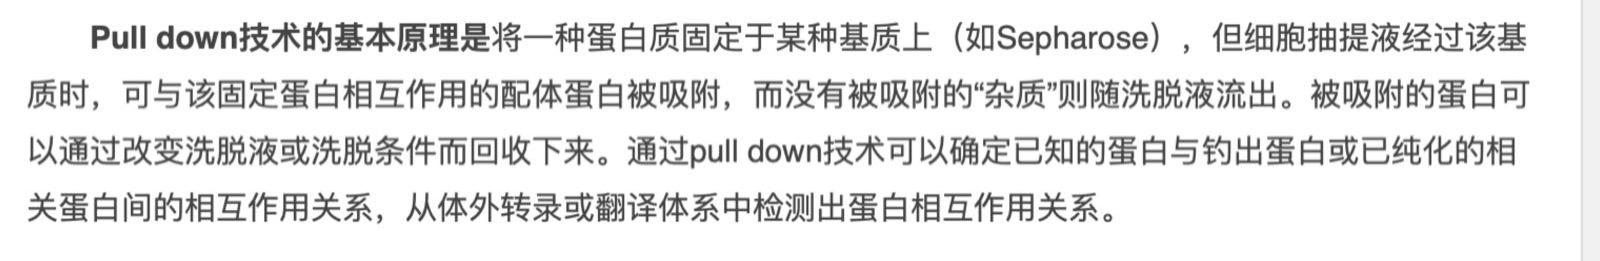 Pull down技术的基本原理是将一种蛋白质固定于某种基质上（如Sepharose），但细胞抽提液经过该基
质时，可与该固定蛋白相互作用的配体蛋白被吸附，而没有被吸附的“杂质”则随洗脱液流出。被吸附的蛋白可
以通过改变洗脱液或洗脱条件而回收下来。通过pull down技术可以确定已知的蛋白与钓出蛋白或已纯化的相
关蛋白间的相互作用关系，从体外转录或翻译体系中检测出蛋白相互作用关系。